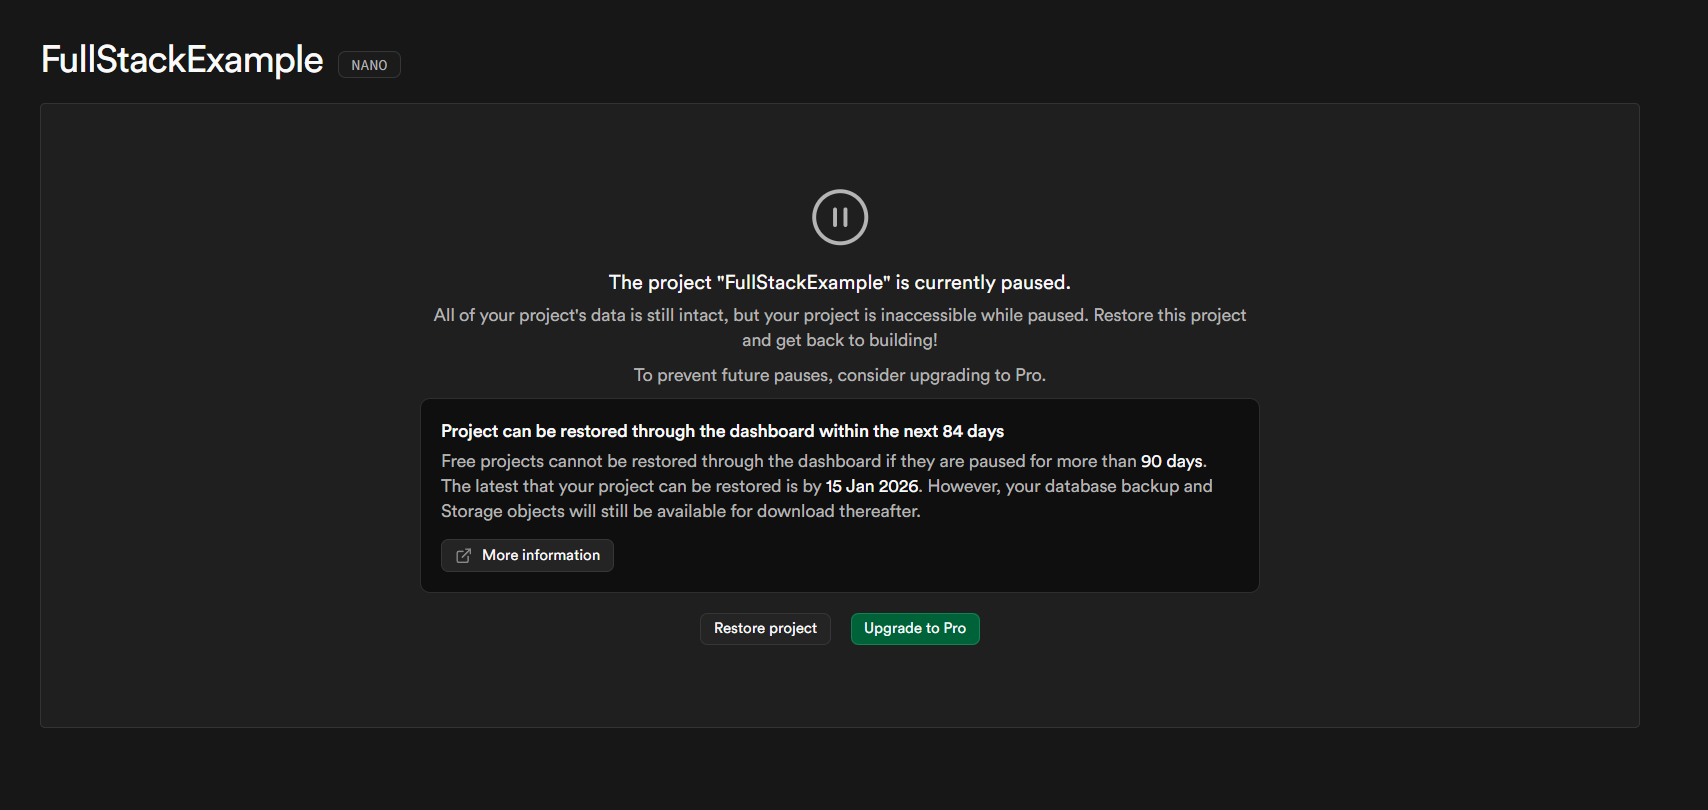 FullStackExample NANO
The project "FullStackExample" is currently paused.
All of your project's data is still intact, but your project is inaccessible while paused. Restore this project
and get back to building!
To prevent future pauses, consider upgrading to Pro.
Project can be restored through the dashboard within the next 84 days
Free projects cannot be restored through the dashboard if they are paused for more than 90 days.
The latest that your project can be restored is by 15 Jan 2026. However, your database backup and
Storage objects will still be available for download thereafter.
More information
Restore project Upgrade to Pro